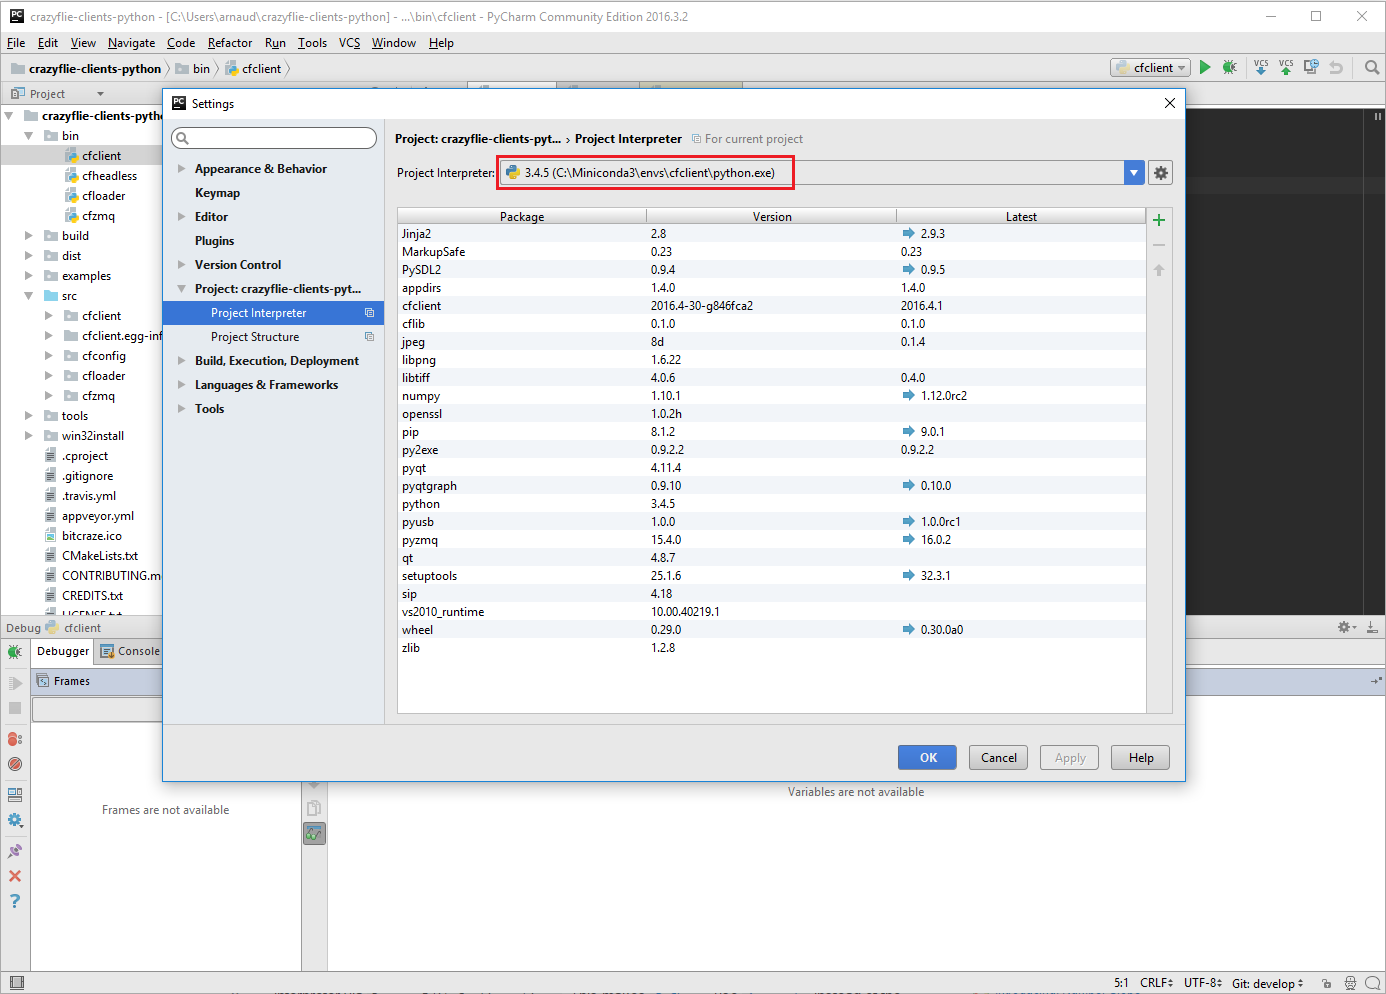 crazyflie-clients-python - [C:\Users\arnaud\crazyflie-clients-python] - ...\bin\cfclient - PyCharm Community Edition 2016.3.2
File Edit View Navigate Code Refactor Run Tools VCS Window Help
crazyflie-clients-python bin cfclient cfclient VCS VCS
Project
crazyflie-clients-pytho
bin
cfclient
cfheadless
cfloader
cfzmq
build
dist
examples
src
cfclient
cfclient.egg-inf
cfconfig
cfloader
cfzmq
tools
win32install
.cproject
.gitignore
.travis.yml
appveyor.yml
bitcraze.ico
CMakeLists.txt
CONTRIBUTING.m
CREDITS.txt
LICENSE.txt
Settings
Appearance & Behavior
Keymap
Editor
Plugins
Version Control
Project: crazyflie-clients-pyt...
Project Interpreter
Project Structure
Build, Execution, Deployment
Languages & Frameworks
Tools
Project: crazyflie-clients-pyt... › Project Interpreter For current project
Project Interpreter: 3.4.5 (C:\Miniconda3\envs\cfclient\python.exe)
Package Version Latest
Jinja2 2.8 2.9.3
MarkupSafe 0.23 0.23
PySDL2 0.9.4 0.9.5
appdirs 1.4.0 1.4.0
cfclient 2016.4-30-g846fca2 2016.4.1
cflib 0.1.0 0.1.0
jpeg 8d 0.1.4
libpng 1.6.22
libtiff 4.0.6 0.4.0
numpy 1.10.1 1.12.0rc2
openssl 1.0.2h
pip 8.1.2 9.0.1
py2exe 0.9.2.2 0.9.2.2
pyqt 4.11.4
pyqtgraph 0.9.10 0.10.0
python 3.4.5
pyusb 1.0.0 1.0.0rc1
pyzmq 15.4.0 16.0.2
qt 4.8.7
setuptools 25.1.6 32.3.1
sip 4.18
vs2010_runtime 10.00.40219.1
wheel 0.29.0 0.30.0a0
zlib 1.2.8
OK Cancel Apply Help
Debug cfclient
Debugger Console
Frames
Frames are not available
Variables are not available
5:1 CRLF UTF-8 Git: develop